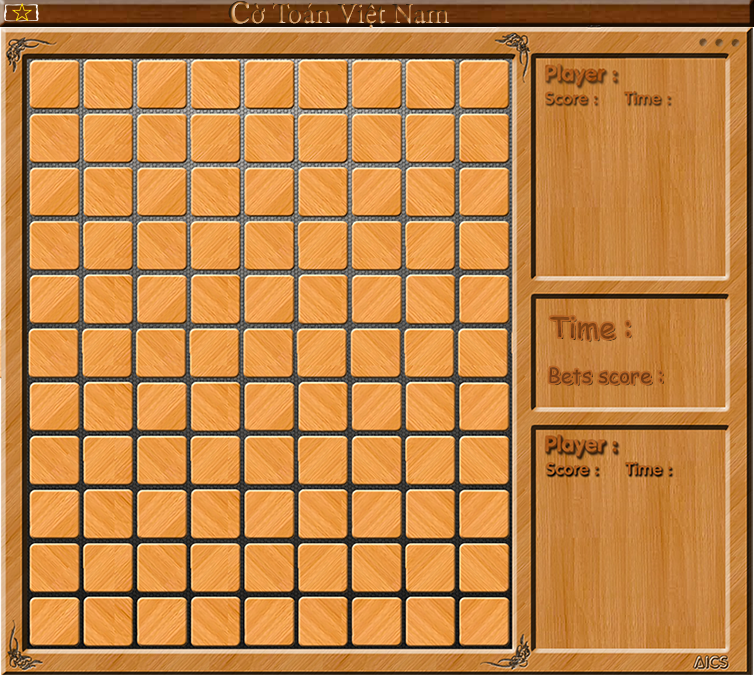 Cờ Toán Việt Nam
Player :
Score : Time :
Time :
Bets score :
Player :
Score : Time :
AICS